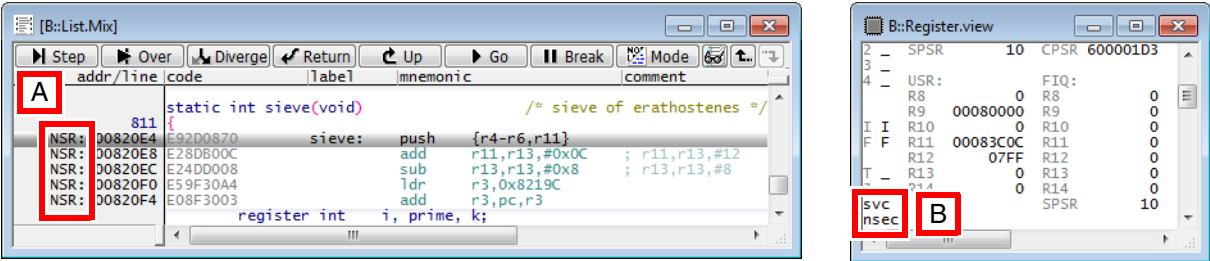 [B::List.Mix]
Step Over Diverge Return Up Go Break Mode
addr/line code label mnemonic comment
A
static int sieve(void) /* sieve of erathostenes */
811 {
NSR: 000820E4 E92D0870 sieve: push {r4-r6,r11}
NSR: 000820E8 E28DB00C add r11,r13,#0x0C ; r11,r13,#12
NSR: 000820EC E24DD008 sub r13,r13,#0x8 ; r13,r13,#8
NSR: 000820F0 E59F30A4 ldr r3,0x8219C
NSR: 000820F4 E08F3003 add r3,pc,r3
register int i, prime, k;
B::Register.view
2 _ SPSR 10 CPSR 600001D3
3 _
4 _ USR: FIQ:
R8 0 R8 0
R9 00080000 R9 0
I I R10 0 R10 0
F F R11 00083C0C R11 0
R12 07FF R12 0
T _ R13 0 R13 0
R14 0 R14 0
svc SPSR 10
nsec
B